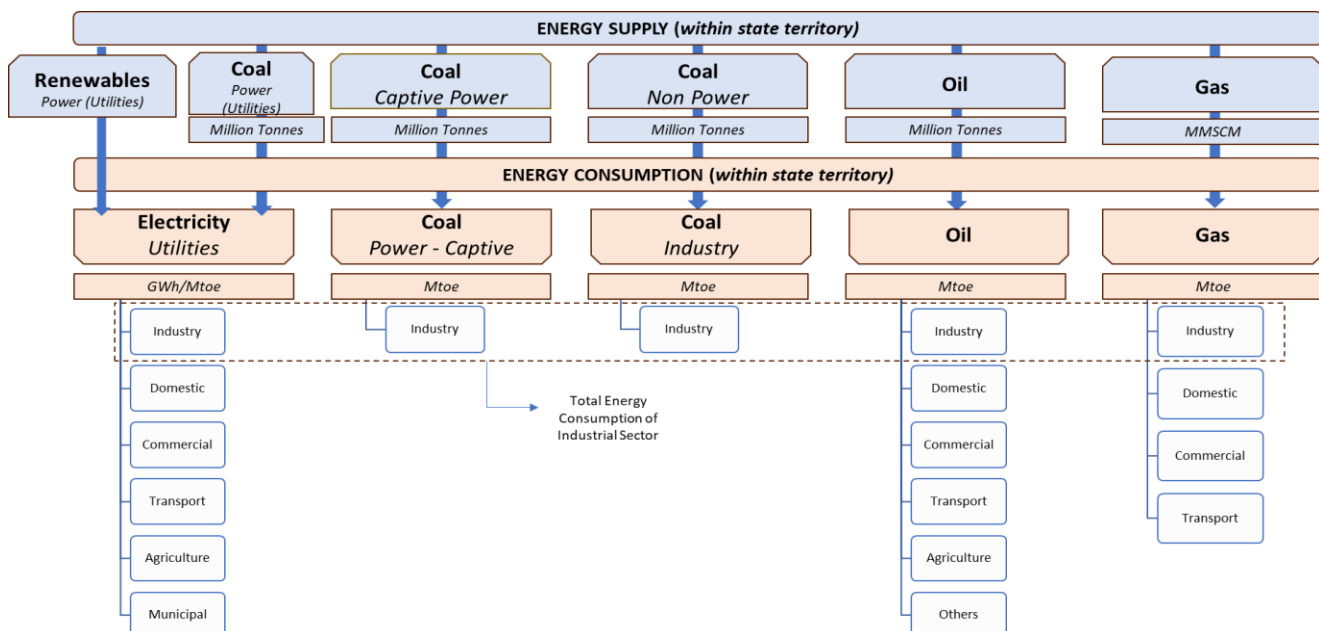 ENERGY SUPPLY (within state territory)
Renewables
Power (Utilities)
Coal
Power
(Utilities)
Million Tonnes
Coal
Captive Power
Million Tonnes
Coal
Non Power
Million Tonnes
Oil
Million Tonnes
Gas
MMSCM
ENERGY CONSUMPTION (within state territory)
Electricity
Utilities
GWh/Mtoe
Coal
Power - Captive
Mtoe
Coal
Industry
Mtoe
Oil
Mtoe
Gas
Mtoe
Industry
Domestic
Commercial
Transport
Agriculture
Municipal
Industry
Industry
Total Energy
Consumption of
Industrial Sector
Industry
Domestic
Commercial
Transport
Agriculture
Others
Industry
Domestic
Commercial
Transport